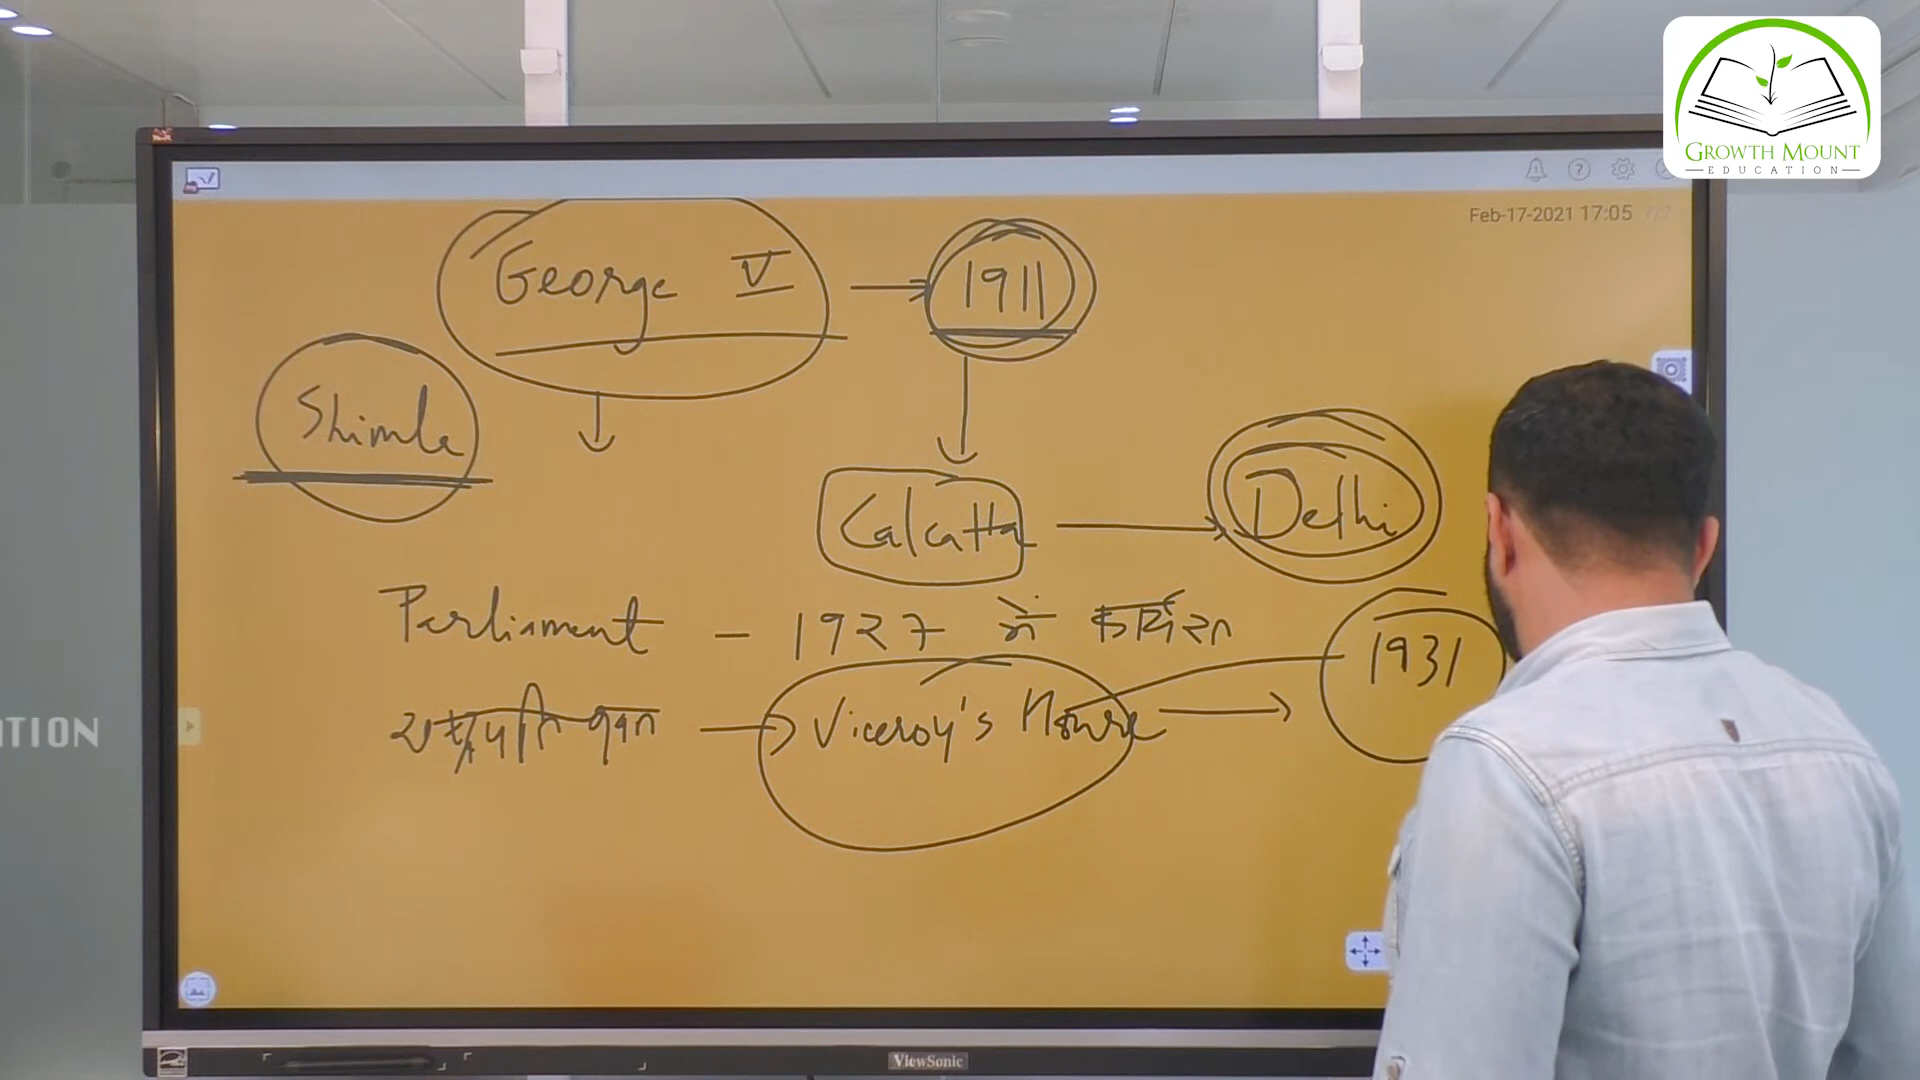 GROWTH MOUNT
EDUCATION
Feb-17-2021 17:05
George V → 1911
Shimla
Calcutta → Delhi
Parliament - 1927 में
राष्ट्रपति भवन → Viceroy's House → 1931
ATION
ViewSonic